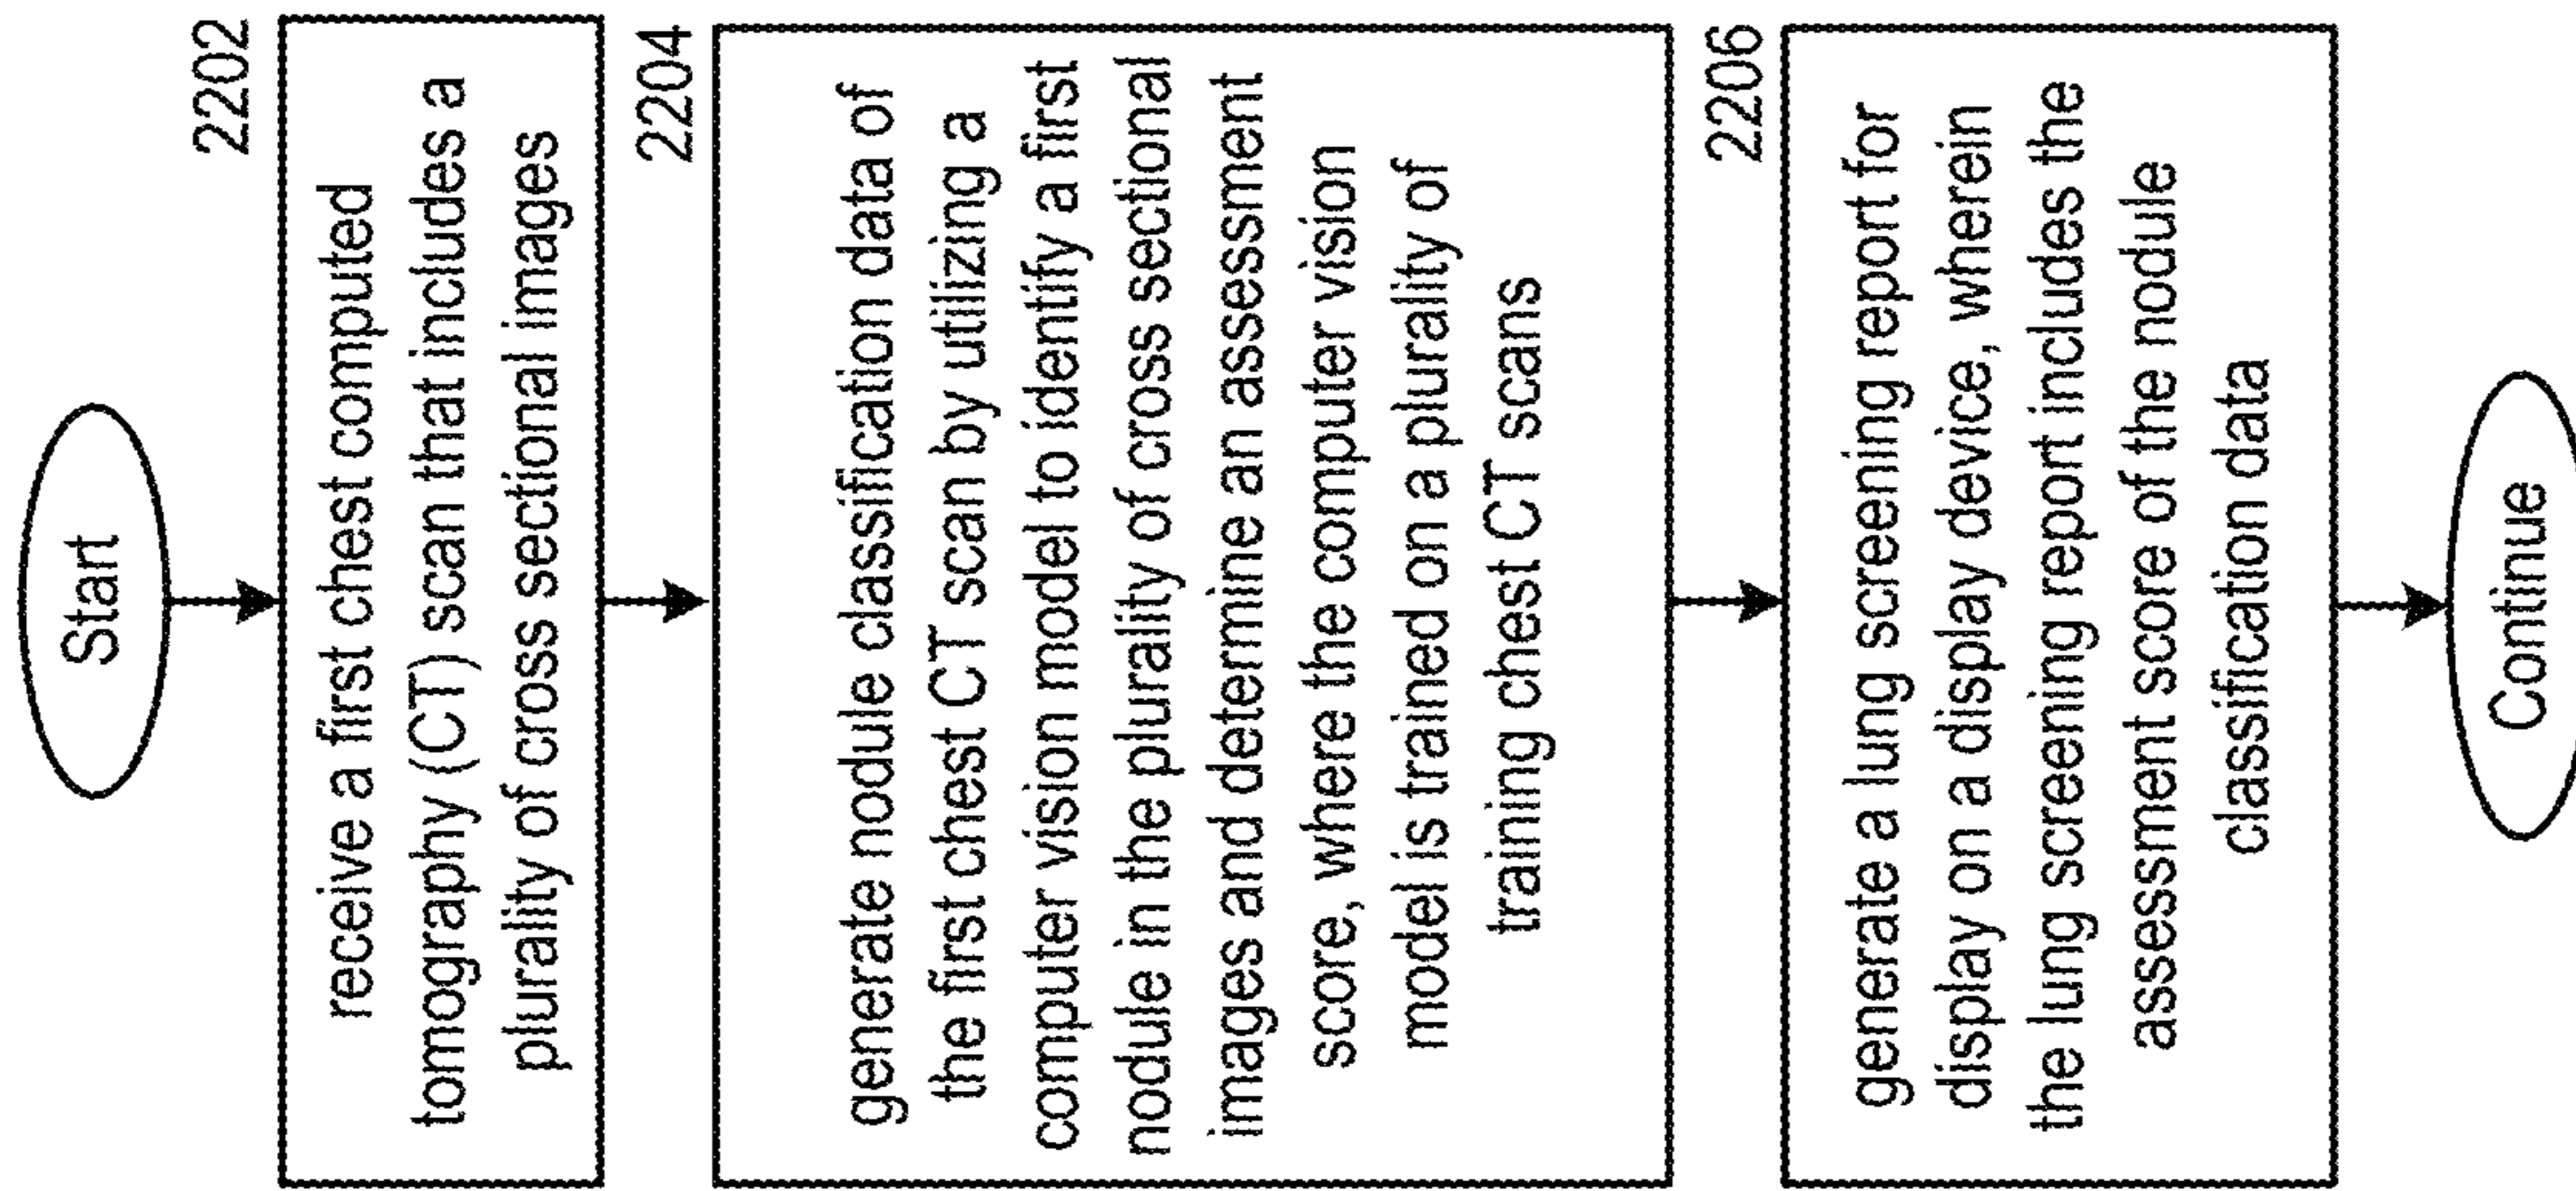 Start
2202
receive a first chest computed
tomography (CT) scan that includes a
plurality of cross sectional images
2204
generate nodule classification data of
the first chest CT scan by utilizing a
computer vision model to identify a first
nodule in the plurality of cross sectional
images and determine an assessment
score, where the computer vision
model is trained on a plurality of
training chest CT scans
2206
generate a lung screening report for
display on a display device, wherein
the lung screening report includes the
assessment score of the nodule
classification data
Continue